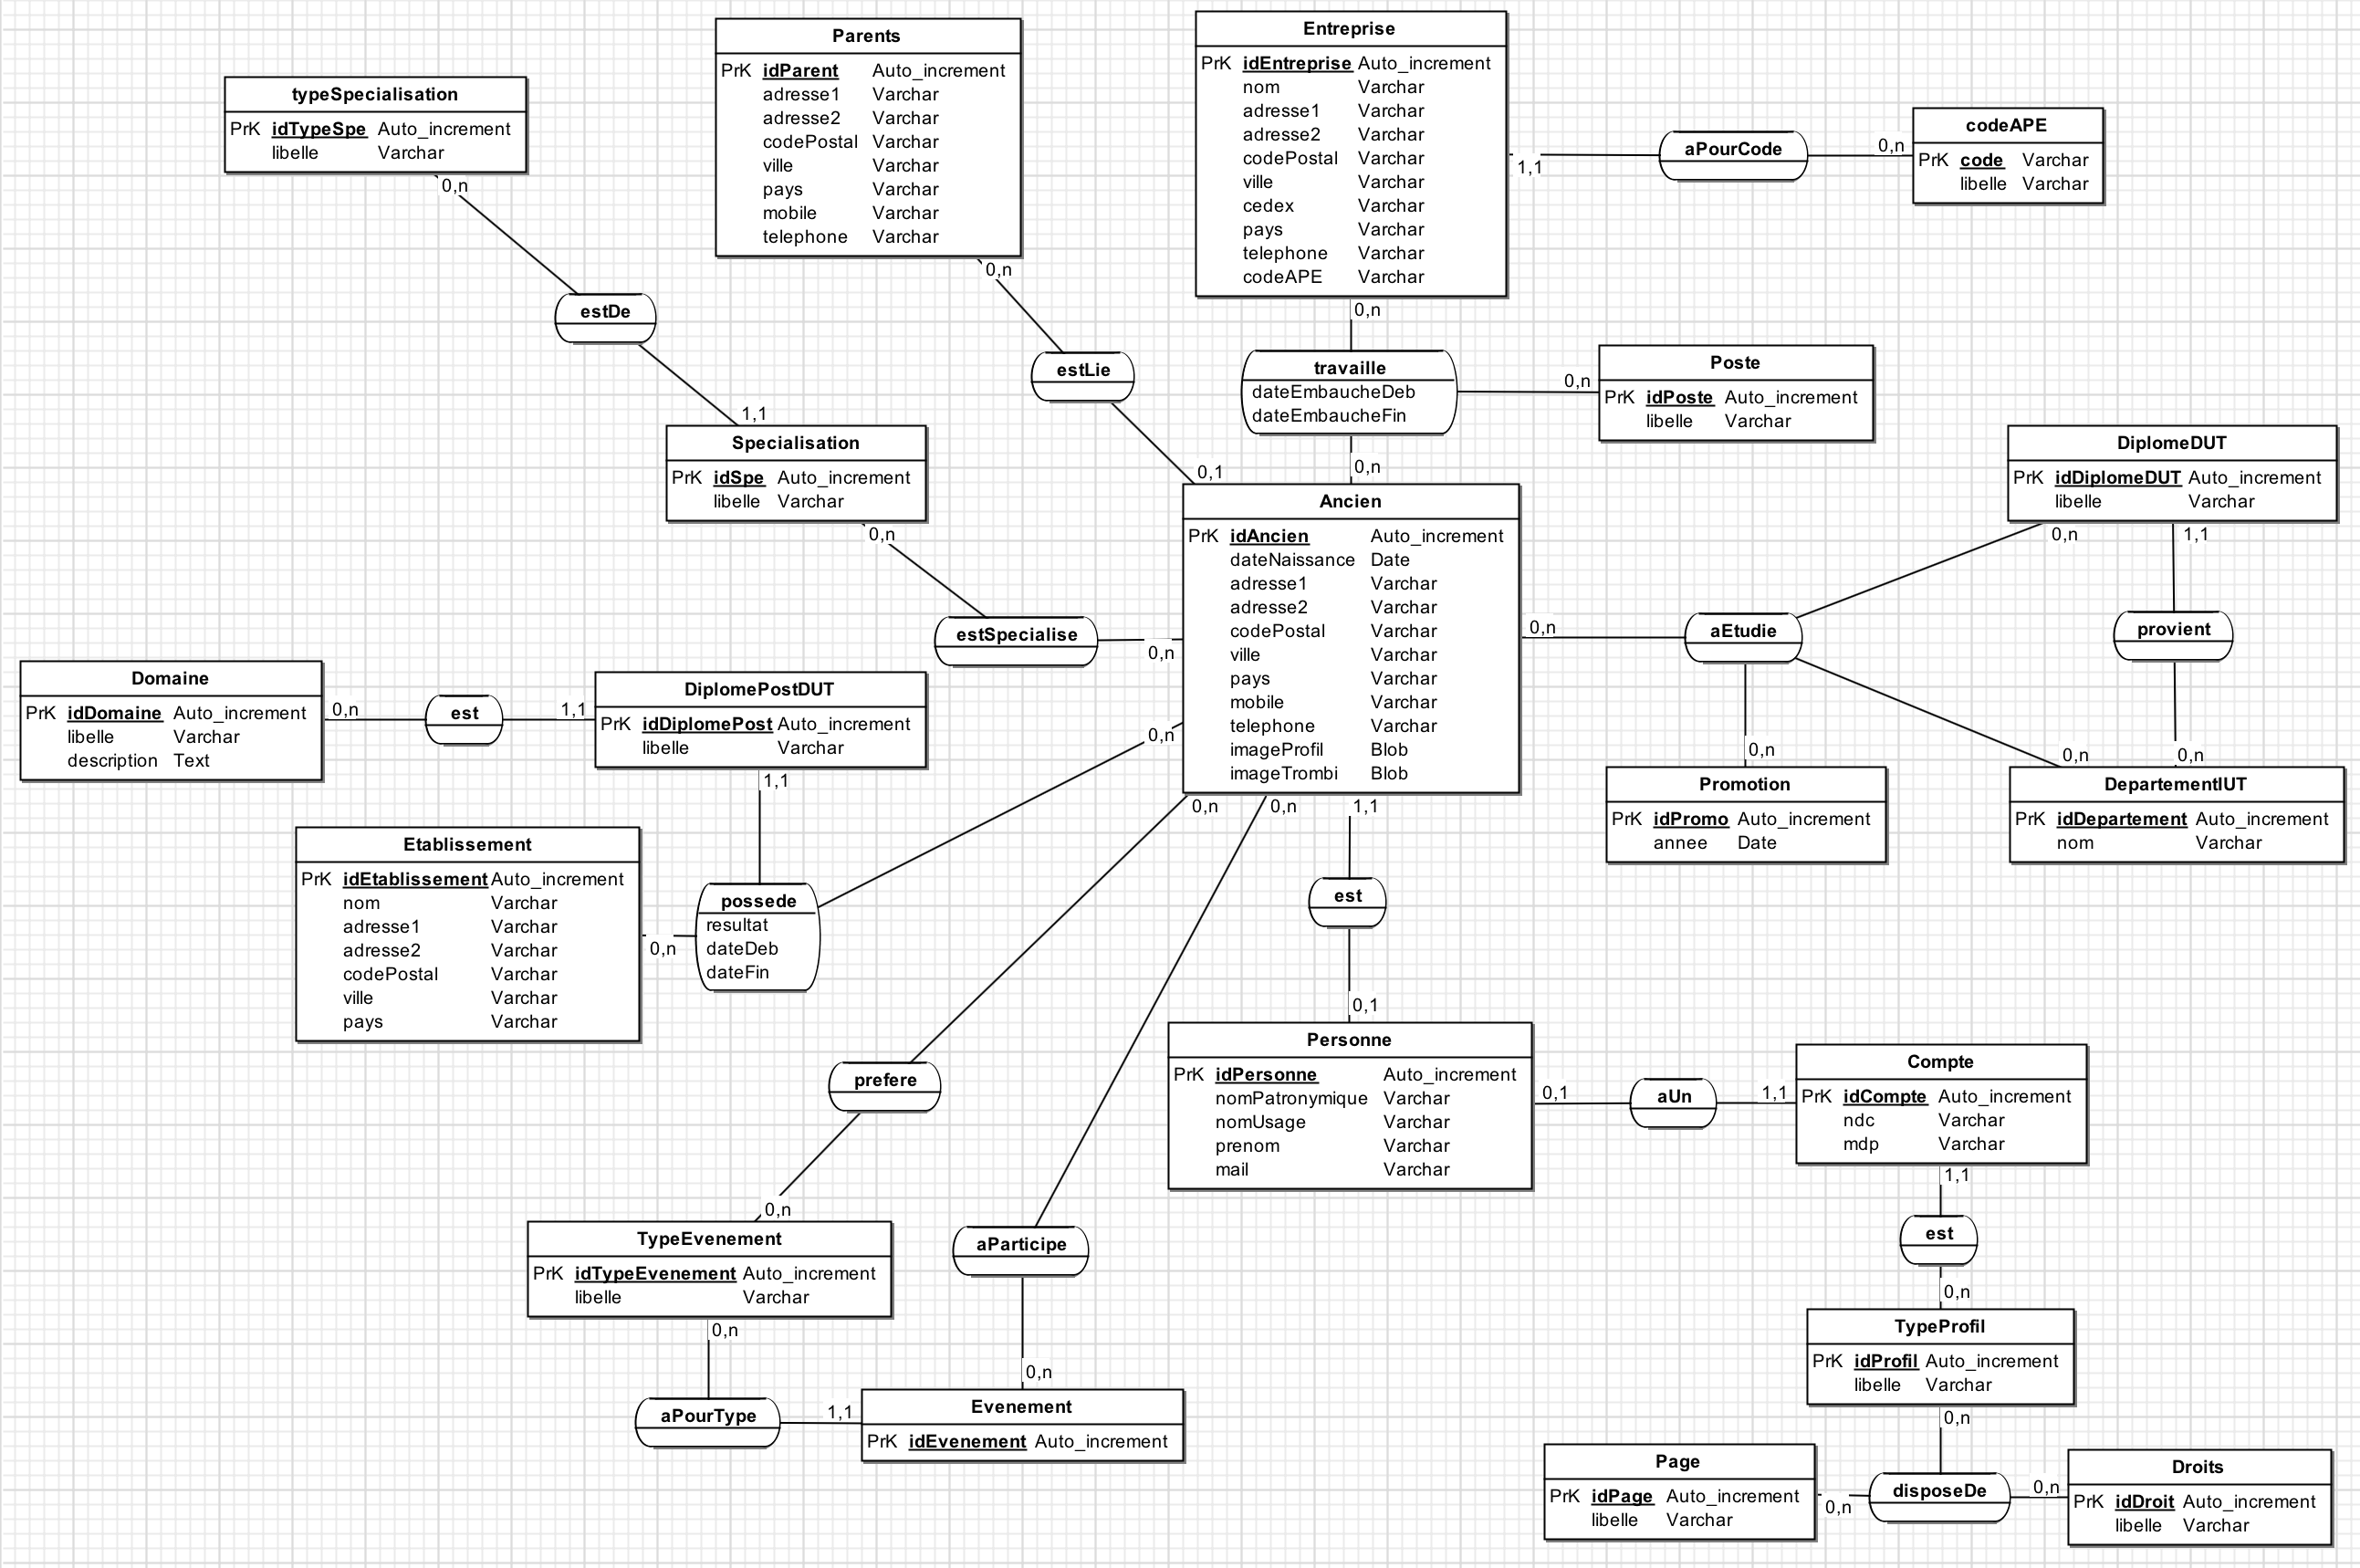 Parents
PrK idParent Auto_increment
adresse1 Varchar
adresse2 Varchar
codePostal Varchar
ville Varchar
pays Varchar
mobile Varchar
telephone Varchar
0,n
Entreprise
PrK idEntreprise Auto_increment
nom Varchar
adresse1 Varchar
adresse2 Varchar
codePostal Varchar
ville Varchar
cedex Varchar
pays Varchar
telephone Varchar
codeAPE Varchar
1,1
aPourCode
0,n
codeAPE
PrK code Varchar
libelle Varchar
typeSpecialisation
PrK idTypeSpe Auto_increment
libelle Varchar
0,n
estDe
1,1
estLie
0,1
0,n
travaille
dateEmbaucheDeb
dateEmbaucheFin
0,n
0,n
Poste
PrK idPoste Auto_increment
libelle Varchar
Specialisation
PrK idSpe Auto_increment
libelle Varchar
0,n
estSpecialise
0,n
Ancien
PrK idAncien Auto_increment
dateNaissance Date
adresse1 Varchar
adresse2 Varchar
codePostal Varchar
ville Varchar
pays Varchar
mobile Varchar
telephone Varchar
imageProfil Blob
imageTrombi Blob
DiplomeDUT
PrK idDiplomeDUT Auto_increment
libelle Varchar
0,n
1,1
0,n
aEtudie
provient
0,n
0,n
0,n
Promotion
PrK idPromo Auto_increment
annee Date
DepartementIUT
PrK idDepartement Auto_increment
nom Varchar
Domaine
PrK idDomaine Auto_increment
libelle Varchar
description Text
0,n
est
1,1
DiplomePostDUT
PrK idDiplomePost Auto_increment
libelle Varchar
1,1
0,n
Etablissement
PrK idEtablissement Auto_increment
nom Varchar
adresse1 Varchar
adresse2 Varchar
codePostal Varchar
ville Varchar
pays Varchar
0,n
possede
resultat
dateDeb
dateFin
0,n
0,n
1,1
est
0,1
prefere
0,n
Personne
PrK idPersonne Auto_increment
nomPatronymique Varchar
nomUsage Varchar
prenom Varchar
mail Varchar
0,1
aUn
1,1
Compte
PrK idCompte Auto_increment
ndc Varchar
mdp Varchar
1,1
est
0,n
TypeEvenement
PrK idTypeEvenement Auto_increment
libelle Varchar
0,n
aParticipe
0,n
aPourType
1,1
Evenement
PrK idEvenement Auto_increment
TypeProfil
PrK idProfil Auto_increment
libelle Varchar
0,n
Page
PrK idPage Auto_increment
libelle Varchar
0,n
disposeDe
0,n
Droits
PrK idDroit Auto_increment
libelle Varchar